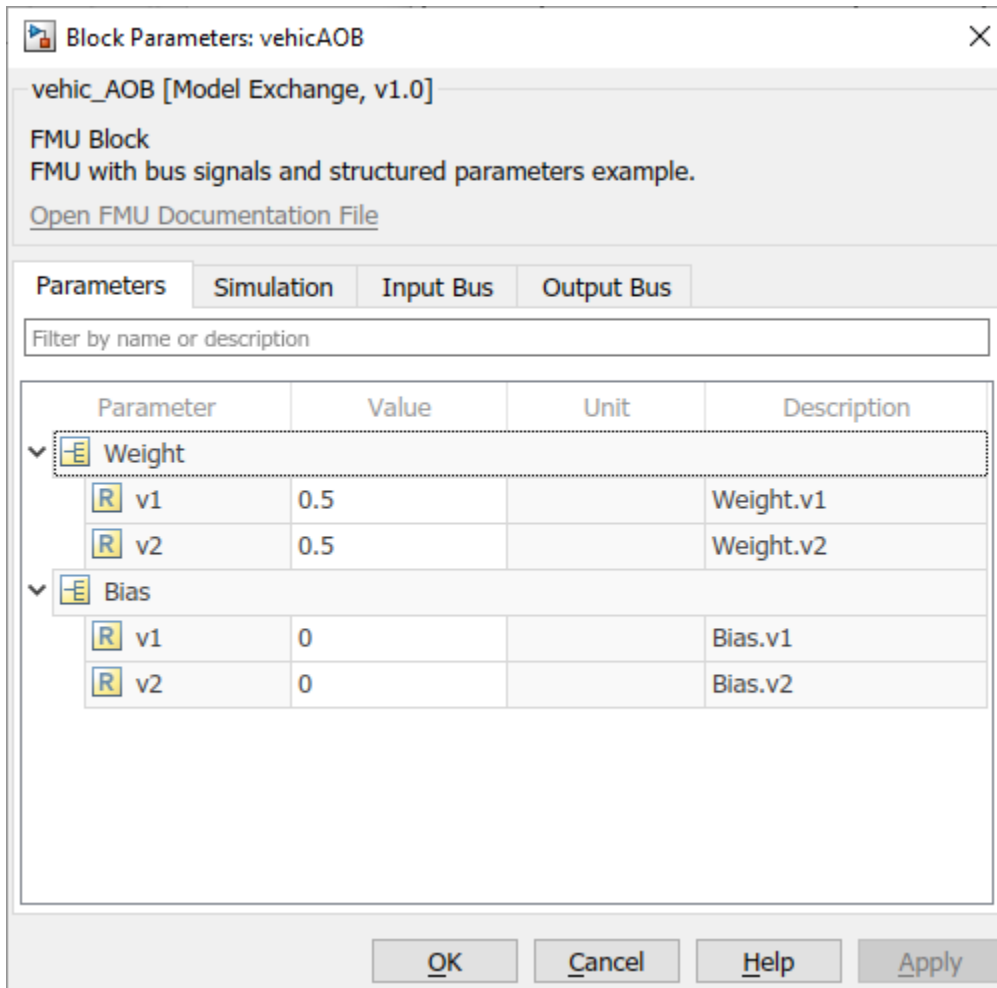 Block Parameters: vehicAOB
vehic_AOB [Model Exchange, v1.0]
FMU Block
FMU with bus signals and structured parameters example.
Open FMU Documentation File
Parameters Simulation Input Bus Output Bus
Filter by name or description
Parameter Value Unit Description
Weight
R v1 0.5 Weight.v1
R v2 0.5 Weight.v2
Bias
R v1 0 Bias.v1
R v2 0 Bias.v2
OK Cancel Help Apply